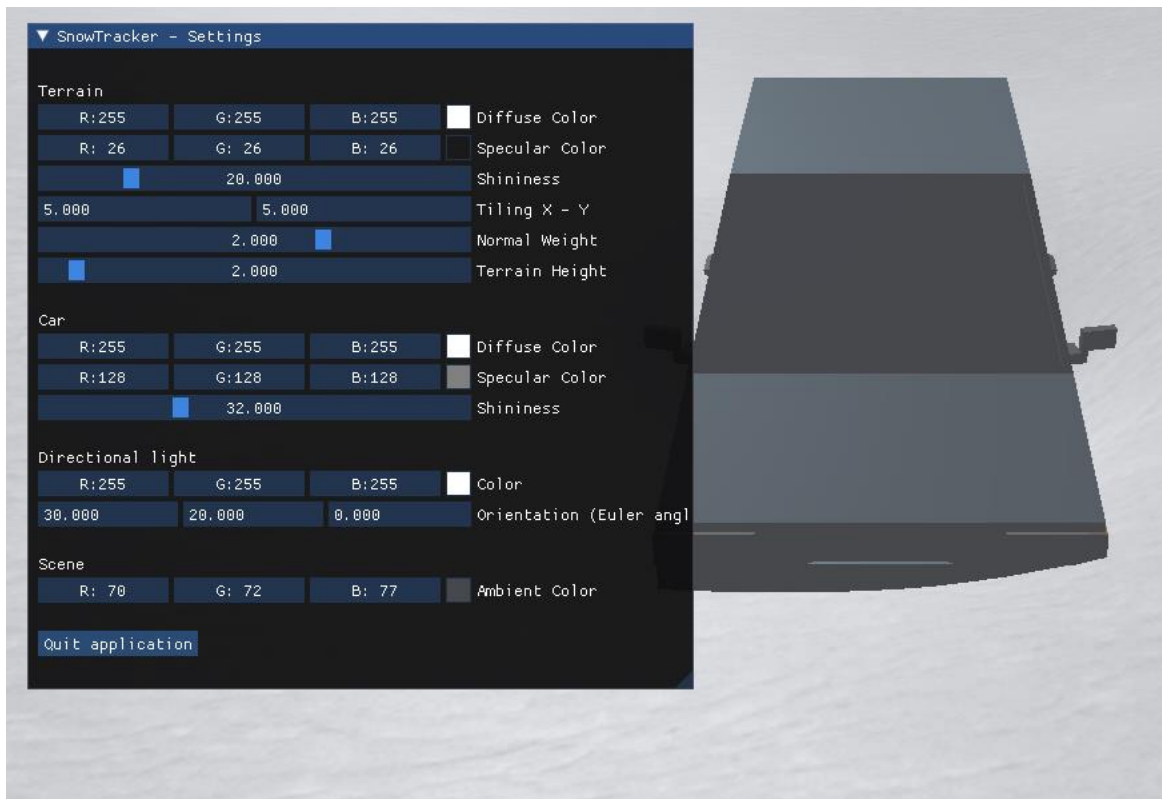 SnowTracker - Settings
Terrain
R:255 G:255 B:255 Diffuse Color
R: 26 G: 26 B: 26 Specular Color
20.000 Shininess
5.000 5.000 Tiling X - Y
2.000 Normal Weight
2.000 Terrain Height
Car
R:255 G:255 B:255 Diffuse Color
R:128 G:128 B:128 Specular Color
32.000 Shininess
Directional light
R:255 G:255 B:255 Color
30.000 20.000 0.000 Orientation (Euler angl
Scene
R: 70 G: 72 B: 77 Ambient Color
Quit application